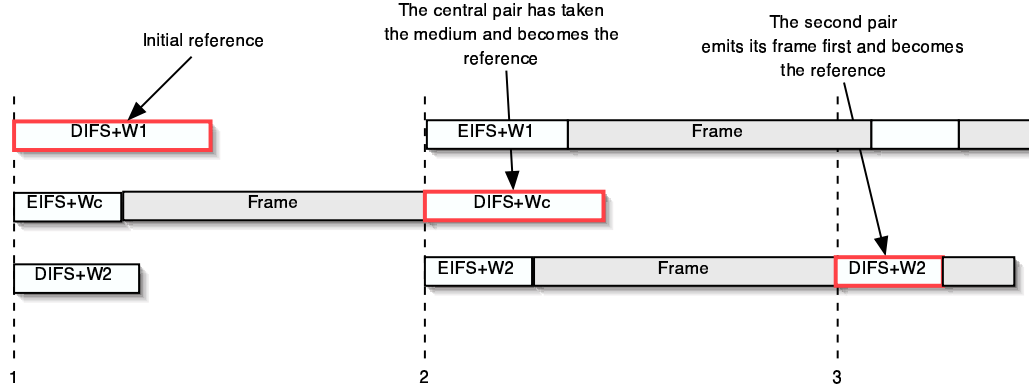 Initial reference
The central pair has taken
the medium and becomes the
reference
The second pair
emits its frame first and becomes
the reference
DIFS+W1
EIFS+W1
Frame
EIFS+Wc
Frame
DIFS+Wc
DIFS+W2
EIFS+W2
Frame
DIFS+W2
1
2
3